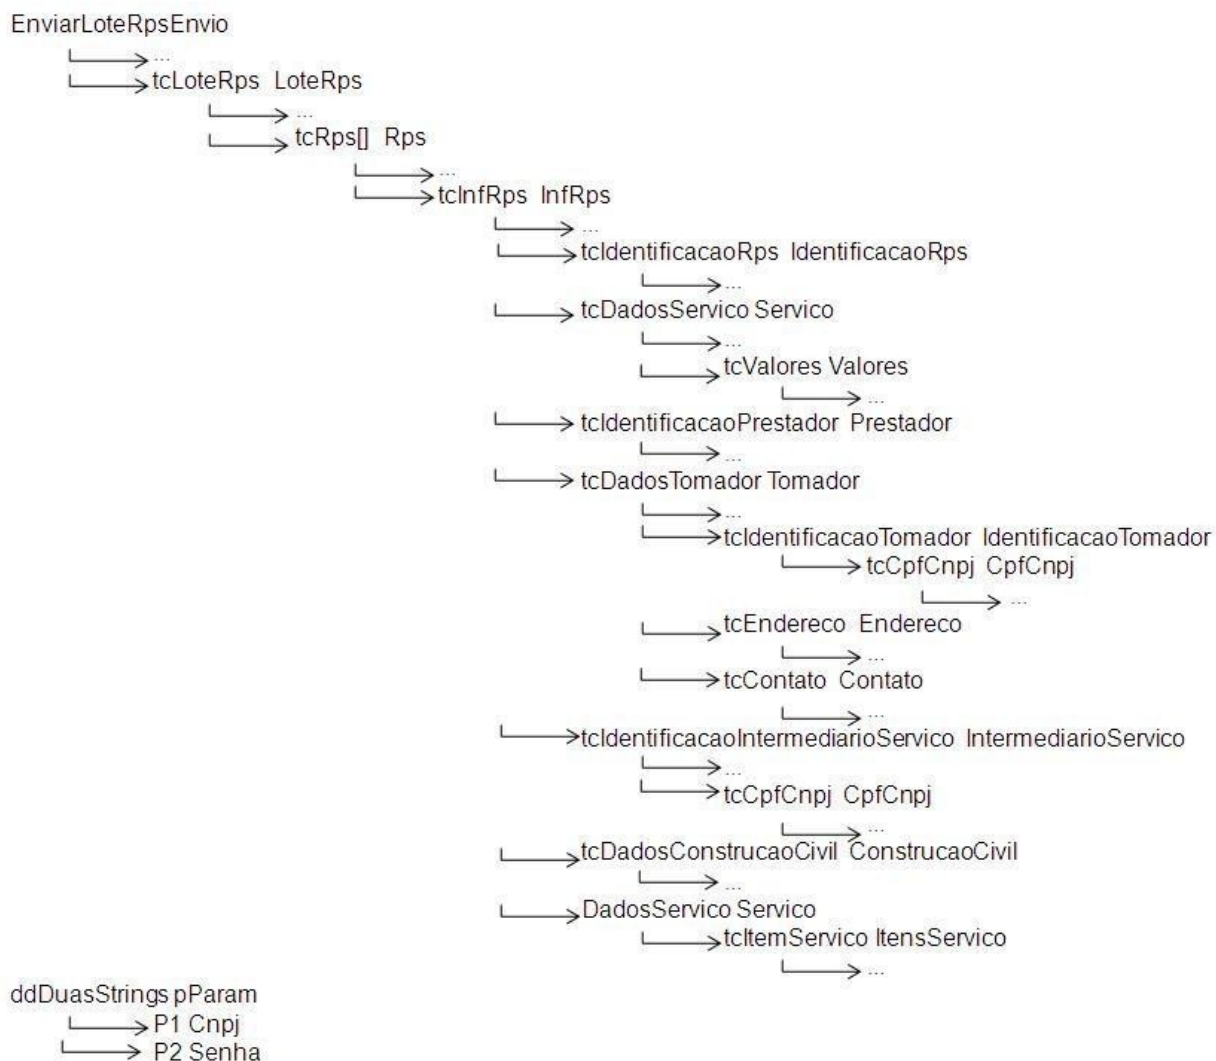 EnviarLoteRpsEnvio
...
tcLoteRps LoteRps
...
tcRps[] Rps
...
tcInfRps InfRps
...
tcIdentificacaoRps IdentificacaoRps
...
tcDadosServico Servico
...
tcValores Valores
...
tcIdentificacaoPrestador Prestador
...
tcDadosTomador Tomador
...
tcIdentificacaoTomador IdentificacaoTomador
tcCpfCnpj CpfCnpj
...
tcEndereco Endereco
...
tcContato Contato
...
tcIdentificacaoIntermediarioServico IntermediarioServico
...
tcCpfCnpj CpfCnpj
...
tcDadosConstrucaoCivil ConstrucaoCivil
...
DadosServico Servico
tcItemServico ItensServico
...
ddDuasStrings pParam
P1 Cnpj
P2 Senha